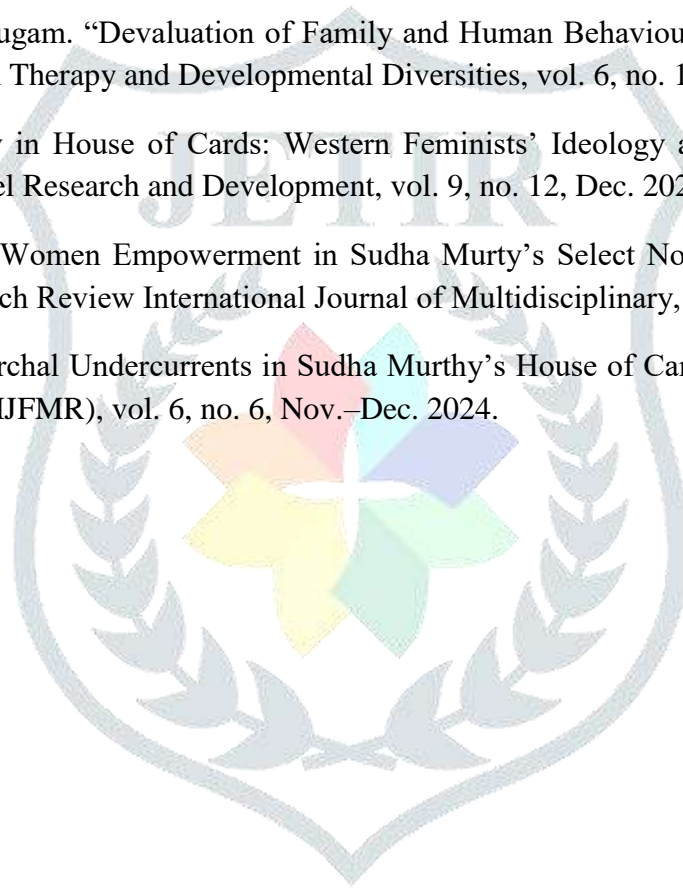 ugam. “Devaluation of Family and Human Behaviou
Therapy and Developmental Diversities, vol. 6, no. 1
in House of Cards: Western Feminists’ Ideology a
el Research and Development, vol. 9, no. 12, Dec. 202
Women Empowerment in Sudha Murty’s Select No
ch Review International Journal of Multidisciplinary,
rchal Undercurrents in Sudha Murthy’s House of Car
IJFMR), vol. 6, no. 6, Nov.–Dec. 2024.
JETIR